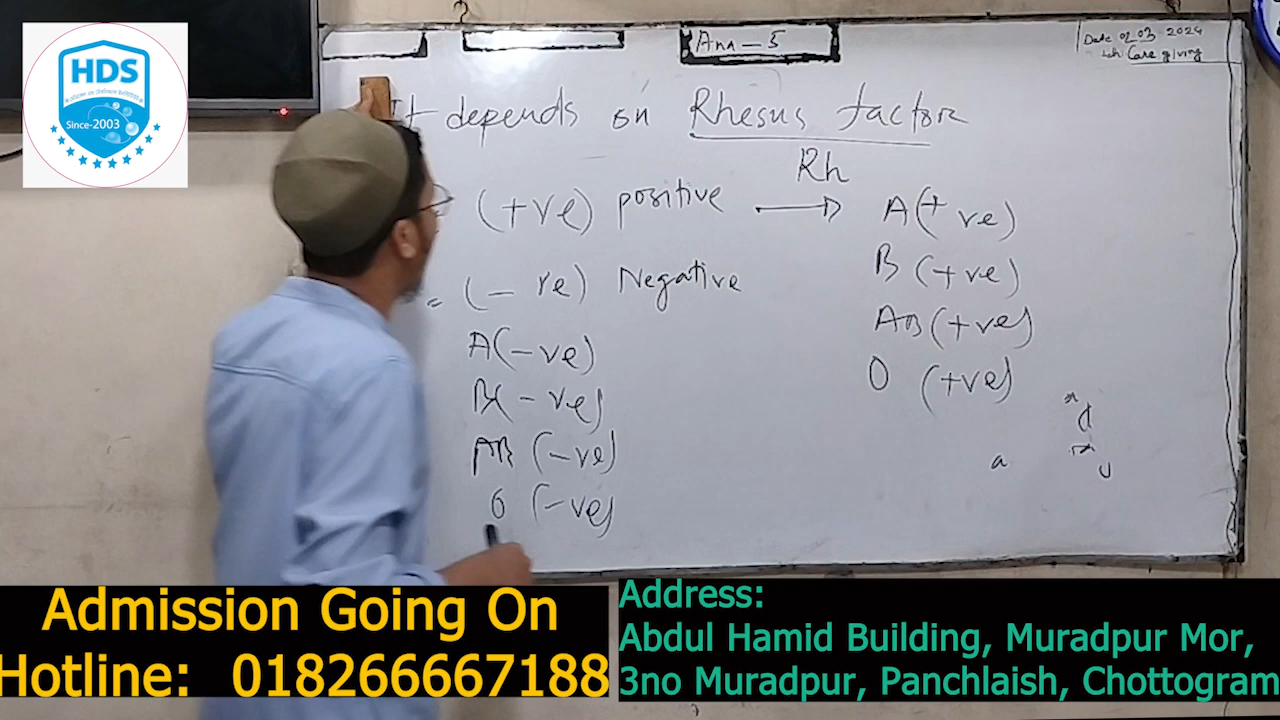 HDS
Since-2003
Ann - 5
Date 02.03 2024
Care giving
It depends on Rhesus factor
Rh
(+ve) positive → A(+ve)
B (+ve)
AB (+ve)
O (+ve)
= (-ve) Negative
A(-ve)
B(-ve)
AB (-ve)
O (-ve)
a
Admission Going On
Hotline: 018266667188
Address:
Abdul Hamid Building, Muradpur Mor,
3no Muradpur, Panchlaish, Chottogram